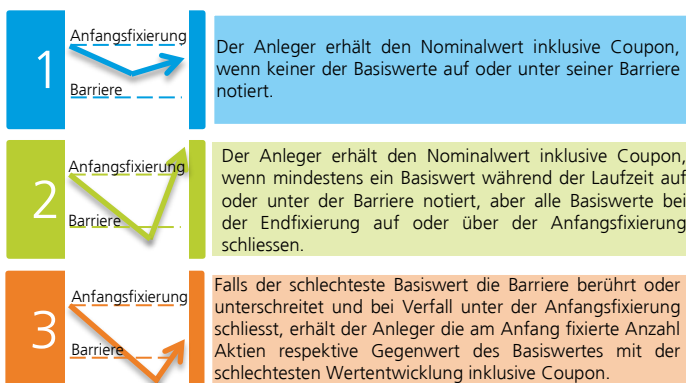 1
Anfangsfixierung
Barriere
Der Anleger erhält den Nominalwert inklusive Coupon,
wenn keiner der Basiswerte auf oder unter seiner Barriere
notiert.
2
Anfangsfixierung
Barriere
Der Anleger erhält den Nominalwert inklusive Coupon,
wenn mindestens ein Basiswert während der Laufzeit auf
oder unter der Barriere notiert, aber alle Basiswerte bei
der Endfixierung auf oder über der Anfangsfixierung
schliessen.
3
Anfangsfixierung
Barriere
Falls der schlechteste Basiswert die Barriere berührt oder
unterschreitet und bei Verfall unter der Anfangsfixierung
schliesst, erhält der Anleger die am Anfang fixierte Anzahl
Aktien respektive Gegenwert des Basiswertes mit der
schlechtesten Wertentwicklung inklusive Coupon.